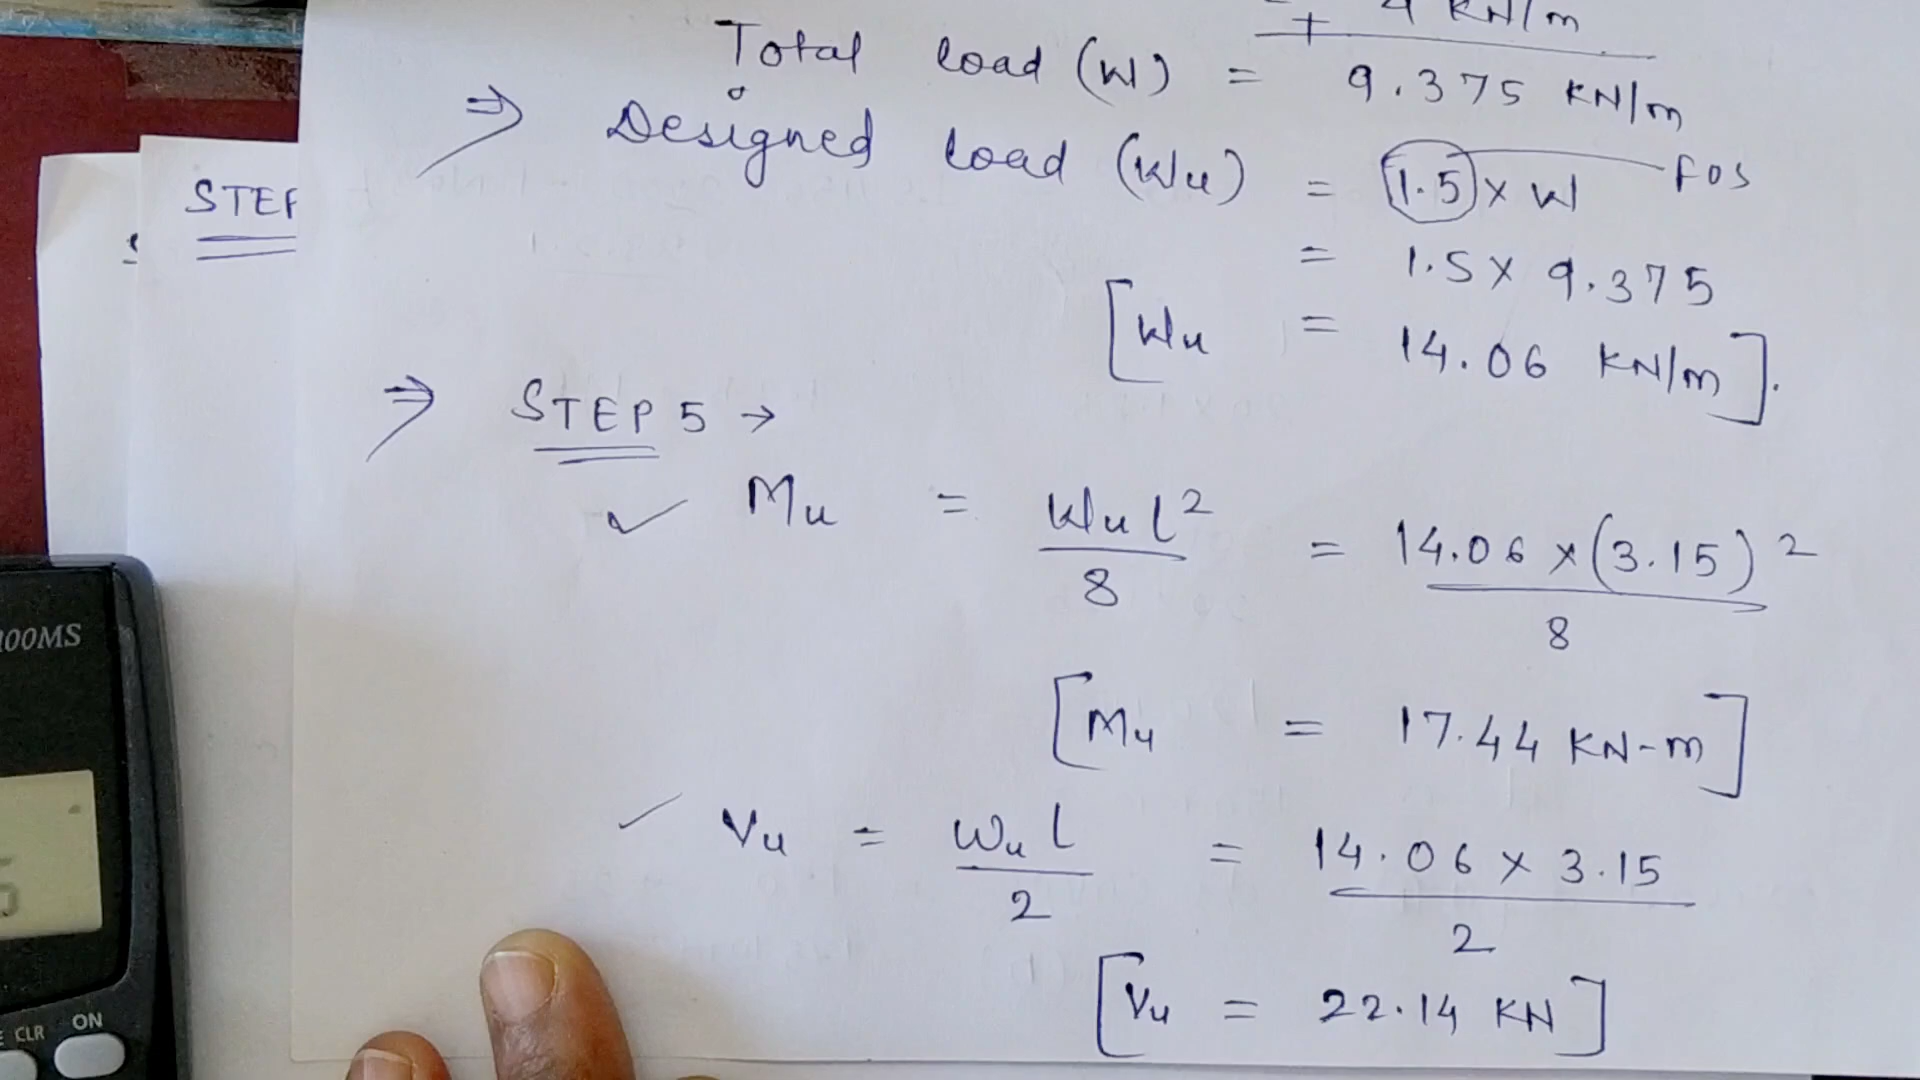 + 4 KN/m
Total load (W) = 9.375 KN/m
⇒ Designed load (Wu) = 1.5 x W FOS
= 1.5 x 9.375
[Wu = 14.06 KN/m].
STEP
⇒ STEP 5 →
✓ Mu = Wu l² / 8 = 14.06 x (3.15)² / 8
[Mu = 17.44 KN-m]
✓ Vu = Wu l / 2 = 14.06 x 3.15 / 2
[Vu = 22.14 KN]
100MS
CLR ON